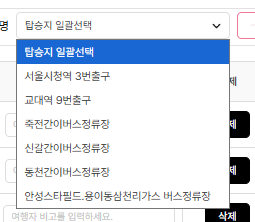 명 탑승지 일괄선택
탑승지 일괄선택
서울시청역 3번출구
교대역 9번출구
죽전간이버스정류장
신갈간이버스정류장
동천간이버스정류장
안성스타필드.용이동삼천리가스 버스정류장
여행자 비고를 입력하세요. 삭제